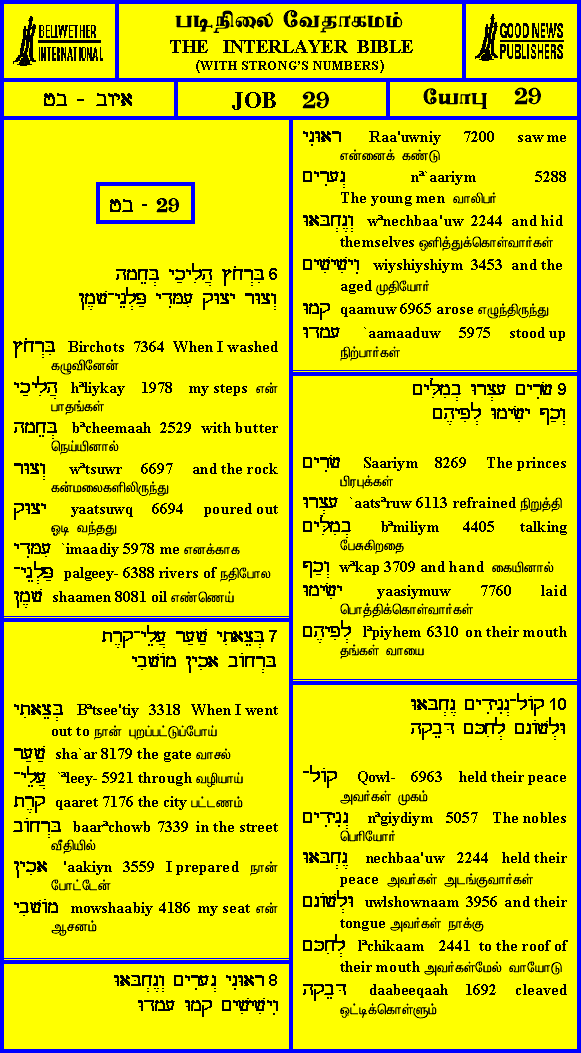 BELLWETHER
INTERNATIONAL
படிநிலை வேதாகமம்
THE INTERLAYER BIBLE
(WITH STRONG'S NUMBERS)
GOOD NEWS
PUBLISHERS
איוב - בט
JOB 29
யோபு 29
בט - 29
6 בִּרְחֹץ הֲלִיכַי בְּחֵמָה
וְצוּר יָצוּק עִמָּדִי פַּלְגֵי־שָׁמֶן
בִּרְחֹץ Birchots 7364 When I washed
கழுவினேன்
הֲלִיכַי hªliykay 1978 my steps என்
பாதங்கள்
בְּחֵמָה bªcheemaah 2529 with butter
நெய்யினால்
וְצוּר wªtsuwr 6697 and the rock
கன்மலைகளிலிருந்து
יָצוּק yaatsuwq 6694 poured out
ஓடி வந்தது
עִמָּדִי `imaadiy 5978 me எனக்காக
פַּלְגֵי־ palgeey- 6388 rivers of நதிபோல
שָׁמֶן shaamen 8081 oil எண்ணெய்
7 בְּצֵאתִי שַׁעַר עֲלֵי־קָרֶת
בָּרְחוֹב אָכִין מוֹשָׁבִי
בְּצֵאתִי Bªtsee'tiy 3318 When I went
out to நான் புறப்பட்டுப்போய்
שַׁעַר sha`ar 8179 the gate வாசல்
עֲלֵי־ `ªleey- 5921 through வழியாய்
קָרֶת qaaret 7176 the city பட்டணம்
בָּרְחוֹב baarªchowb 7339 in the street
வீதியில்
אָכִין 'aakiyn 3559 I prepared நான்
போட்டேன்
מוֹשָׁבִי mowshaabiy 4186 my seat என்
ஆசனம்
8 רָאוּנִי נְעָרִים וְנֶחְבָּאוּ
וִישִׁישִׁים קָמוּ עָמָדוּ
רָאוּנִי Raa'uwniy 7200 saw me
என்னைக் கண்டு
נְעָרִים nª`aariym 5288
The young men வாலிபர்
וְנֶחְבָּאוּ wªnechbaa'uw 2244 and hid
themselves ஒளித்துக்கொள்வார்கள்
וִישִׁישִׁים wiyshiyshiym 3453 and the
aged முதியோர்
קָמוּ qaamuw 6965 arose எழுந்திருந்து
עָמָדוּ `aamaaduw 5975 stood up
நிற்பார்கள்
9 שָׂרִים עָצְרוּ בְמִלִּים
וְכַף יָשִׂימוּ לְפִיהֶם
שָׂרִים Saariym 8269 The princes
பிரபுக்கள்
עָצְרוּ `aatsªruw 6113 refrained நிறுத்தி
בְמִלִּים bªmiliym 4405 talking
பேசுகிறதை
וְכַף wªkap 3709 and hand கையினால்
יָשִׂימוּ yaasiymuw 7760 laid
பொத்திக்கொள்வார்கள்
לְפִיהֶם lªpiyhem 6310 on their mouth
தங்கள் வாயை
10 קוֹל־נְגִידִים נֶחְבָּאוּ
וּלְשׁוֹנָם לְחִכָּם דָּבֵקָה
קוֹל־ Qowl- 6963 held their peace
அவர்கள் முகம்
נְגִידִים nªgiydiym 5057 The nobles
பெரியோர்
נֶחְבָּאוּ nechbaa'uw 2244 held their
peace அவர்கள் அடங்குவார்கள்
וּלְשׁוֹנָם uwlshownaam 3956 and their
tongue அவர்கள் நாக்கு
לְחִכָּם lªchikaam 2441 to the roof of
their mouth அவர்கள்மேல் வாயோடு
דָּבֵקָה daabeeqaah 1692 cleaved
ஒட்டிக்கொள்ளும்